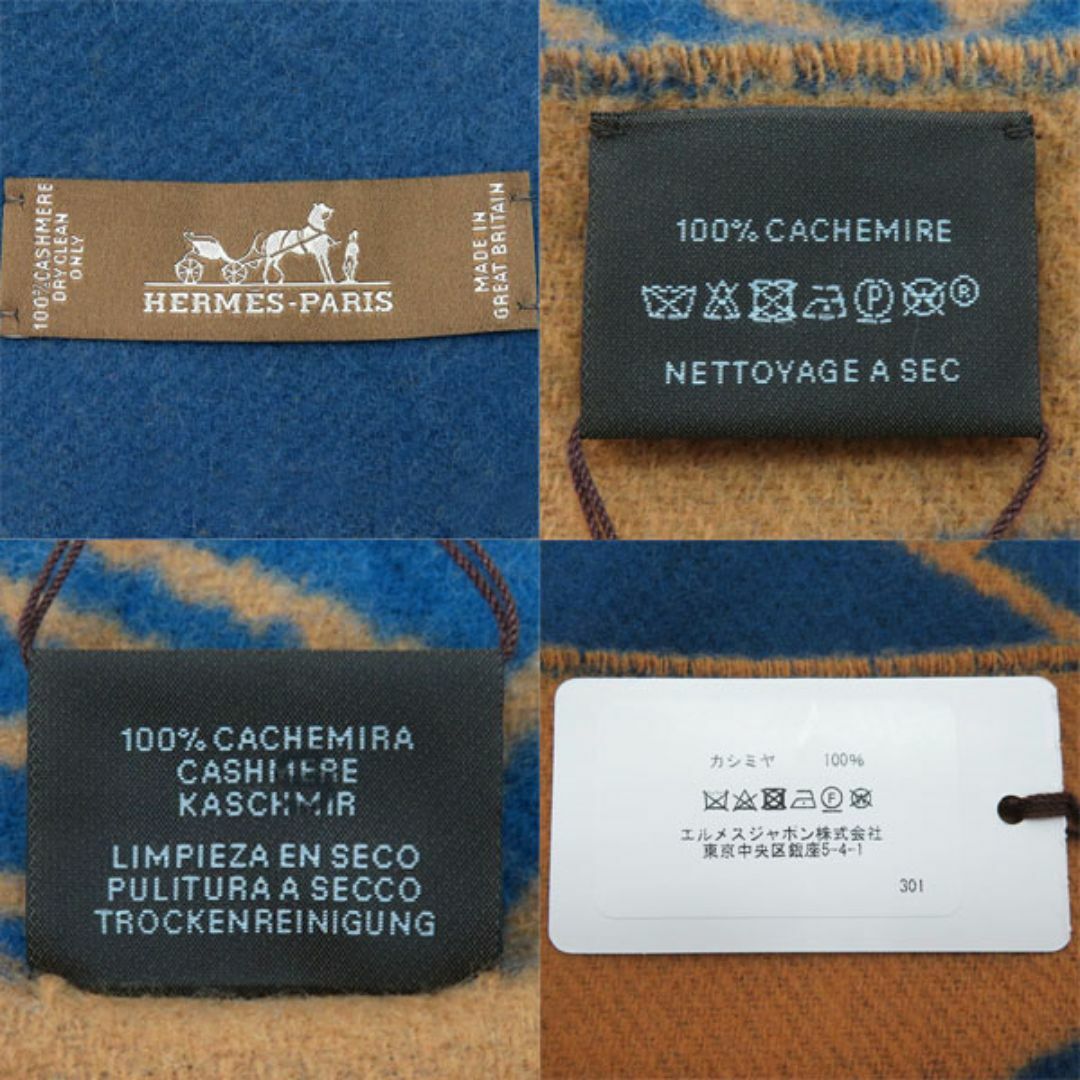 100% CASHMERE
DRY CLEAN
ONLY
HERMES-PARIS
MADE IN
GREAT BRITAIN
100% CACHEMIRE
P W ®
NETTOYAGE A SEC
100% CACHEMIRA
CASHMERE
KASCHMIR
LIMPIEZA EN SECO
PULITURA A SECCO
TROCKENREINIGUNG
カシミヤ 100%
F W
エルメスジャポン株式会社
東京中央区銀座5-4-1
301